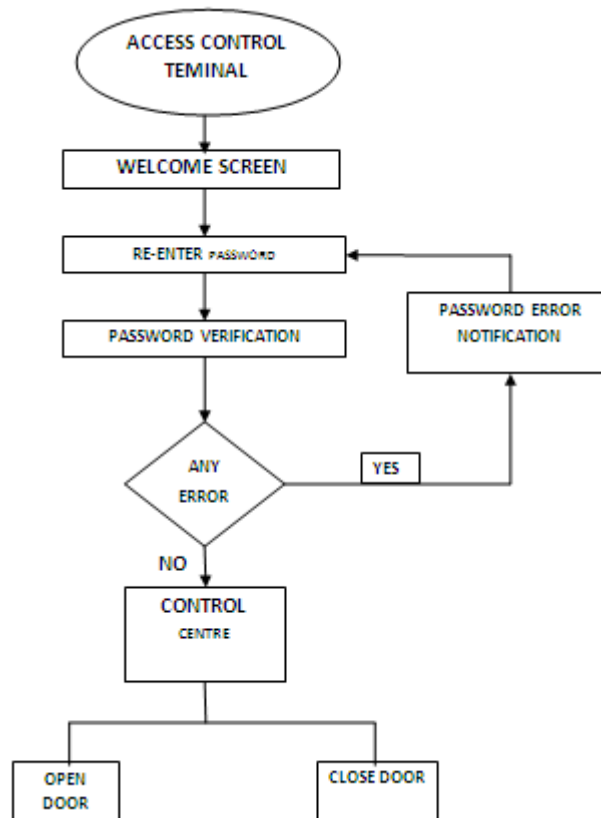 ACCESS CONTROL
TEMINAL
WELCOME SCREEN
RE-ENTER PASSWORD
PASSWORD VERIFICATION
PASSWORD ERROR
NOTIFICATION
ANY
ERROR
YES
NO
CONTROL
CENTRE
OPEN
DOOR
CLOSE DOOR